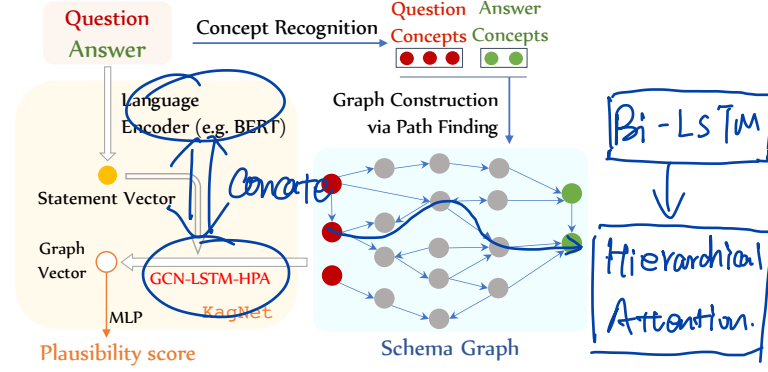 Question
Answer
Concept Recognition
Question
Concepts
Answer
Concepts
Language
Encoder (e.g. BERT)
Graph Construction
via Path Finding
Bi-LSTM
Statement Vector
Concate
Graph
Vector
GCN-LSTM-HPA
KagNet
MLP
Plausibility score
Schema Graph
Hierarchical
Attention.